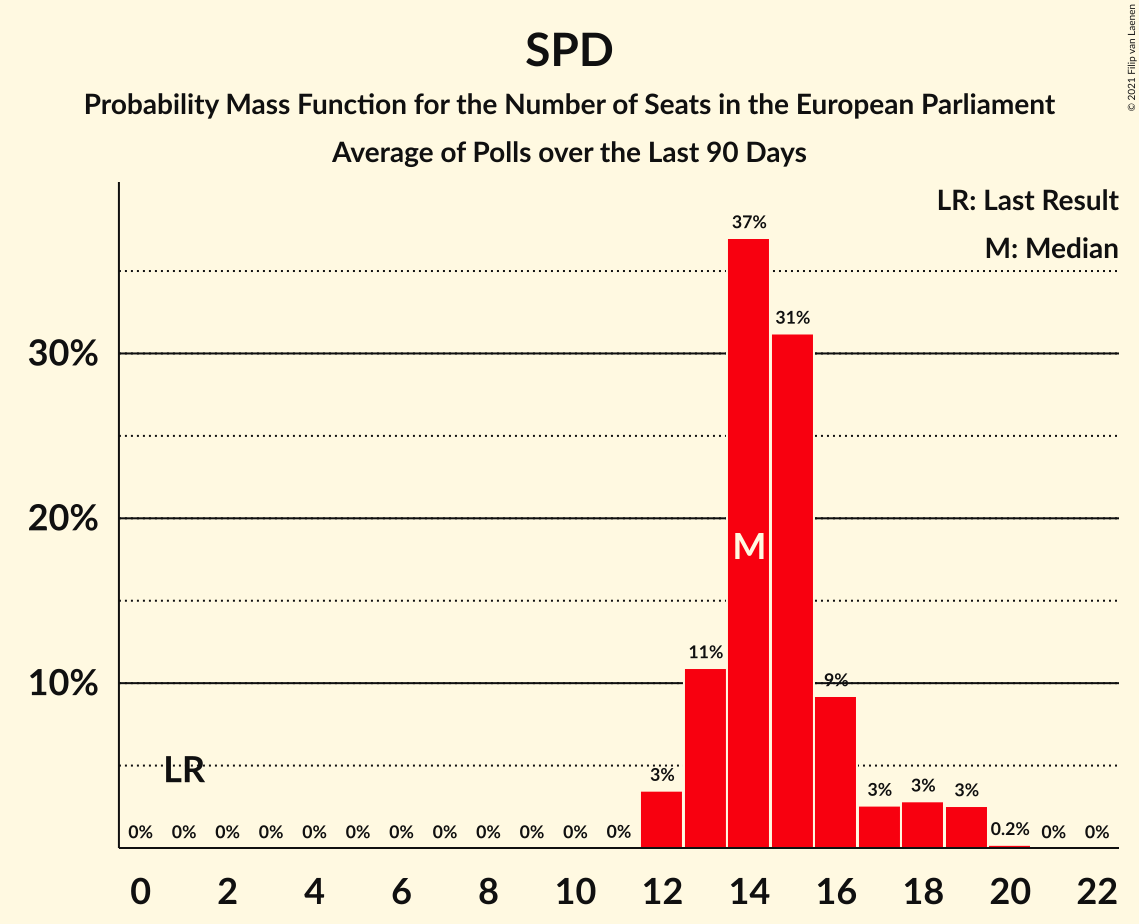 SPD
Probability Mass Function for the Number of Seats in the European Parliament
Average of Polls over the Last 90 Days
© 2021 Filip van Laenen
LR: Last Result
M: Median
37%
31%
30%
20%
M
11%
10%
9%
LR
3%
3%
3%
3%
0% 0% 0% 0% 0% 0% 0% 0% 0% 0% 0% 0% 0.2% 0% 0%
0 2 4 6 8 10 12 14 16 18 20 22